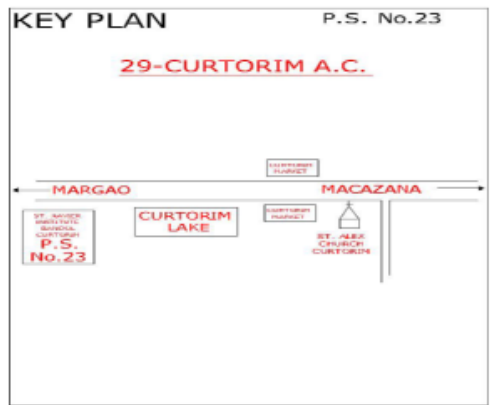 KEY PLAN
P.S. No.23
29-CURTORIM A.C.
CURTORIM
MARKET
MARGAO
MACAZANA
ST. XAVIER
INSTITUTE
CURTORIM
P.S.
No.23
CURTORIM
LAKE
CURTORIM
MARKET
ST. ALEX
CHURCH
CURTORIM